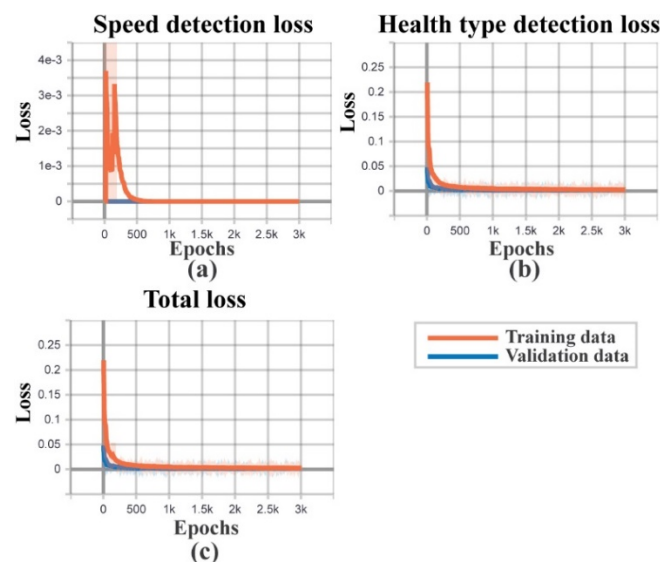 Speed detection loss
4e-3
3e-3
2e-3
1e-3
0
Loss
0 500 1k 1.5k 2k 2.5k 3k
Epochs
(a)
Health type detection loss
0.25
0.2
0.15
0.1
0.05
0
Loss
0 500 1k 1.5k 2k 2.5k 3k
Epochs
(b)
Total loss
0.25
0.2
0.15
0.1
0.05
0
Loss
0 500 1k 1.5k 2k 2.5k 3k
Epochs
(c)
Training data
Validation data